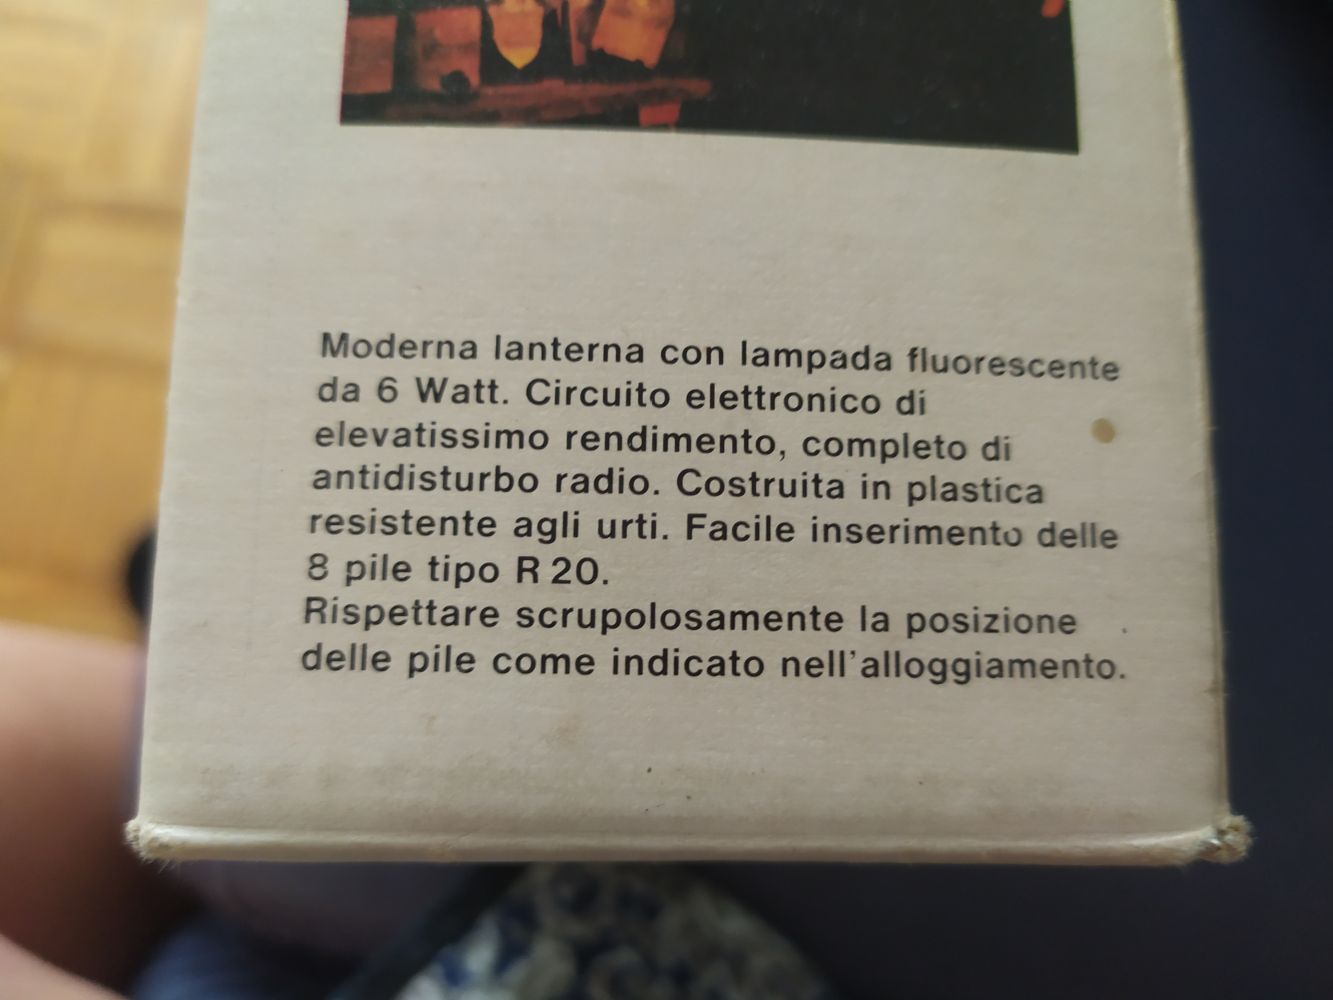 Moderna lanterna con lampada fluorescente
da 6 Watt. Circuito elettronico di
elevatissimo rendimento, completo di
antidisturbo radio. Costruita in plastica
resistente agli urti. Facile inserimento delle
8 pile tipo R 20.
Rispettare scrupolosamente la posizione
delle pile come indicato nell'alloggiamento.